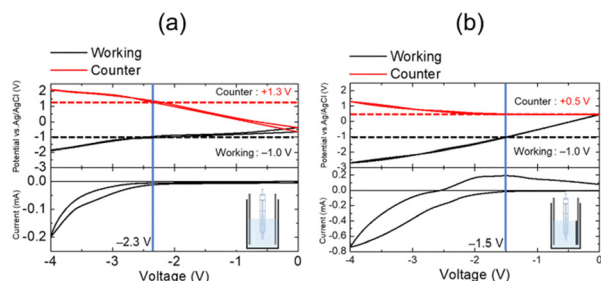 (a)
Working
Counter
Potential vs.Ag/AgCl (V)
3
2
1
0
-1
-2
-3
Counter : +1.3 V
Working : −1.0 V
Current (mA)
0.0
-0.1
-0.2
−2.3 V
-4 -3 -2 -1 0
Voltage (V)
(b)
Working
Counter
Potential vs.Ag/AgCl (V)
3
2
1
0
-1
-2
-3
Counter : +0.5 V
Working : −1.0 V
Current (mA)
0.2
0.0
-0.2
-0.4
-0.6
-0.8
−1.5 V
-4 -3 -2 -1 0
Voltage (V)